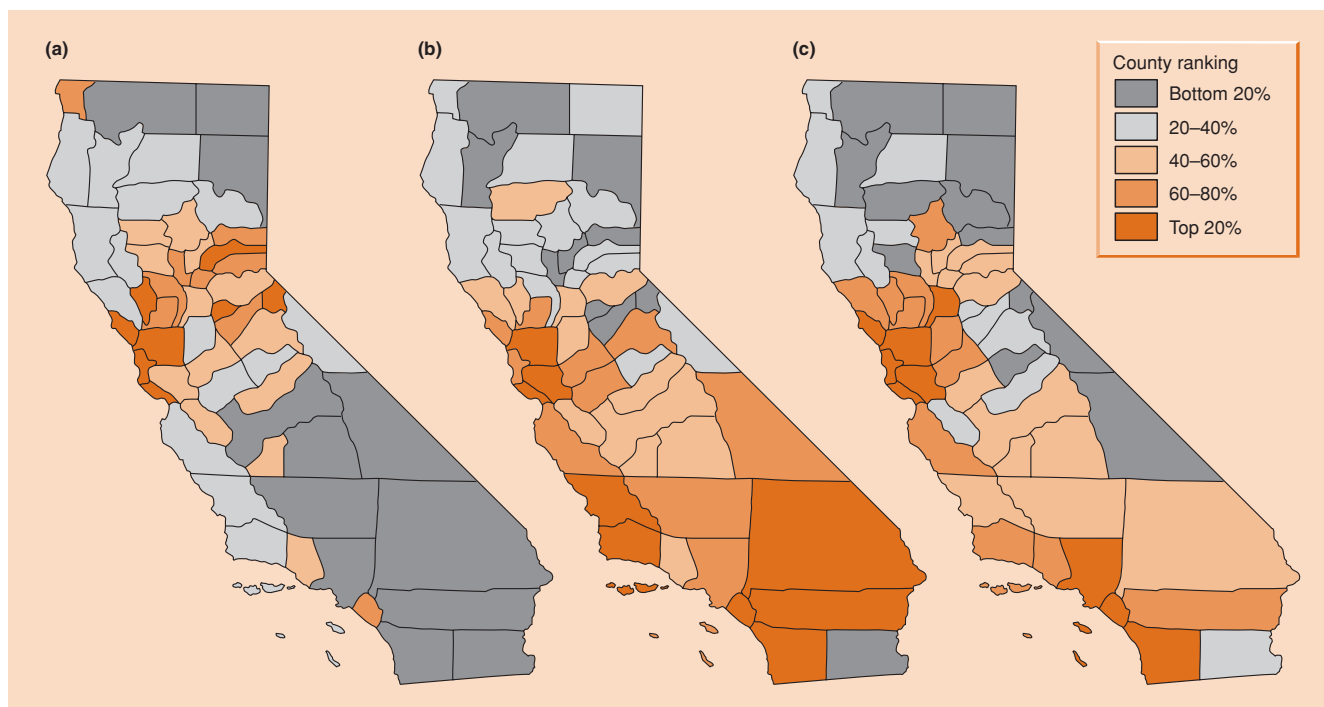 (a)
(b)
(c)
County ranking
Bottom 20%
20–40%
40–60%
60–80%
Top 20%